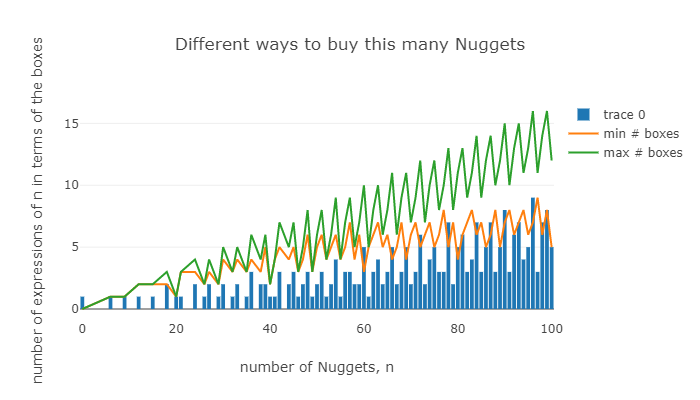 Different ways to buy this many Nuggets
number of expressions of n in terms of the boxes
15
10
5
0
0
20
40
60
80
100
number of Nuggets, n
trace 0
min # boxes
max # boxes